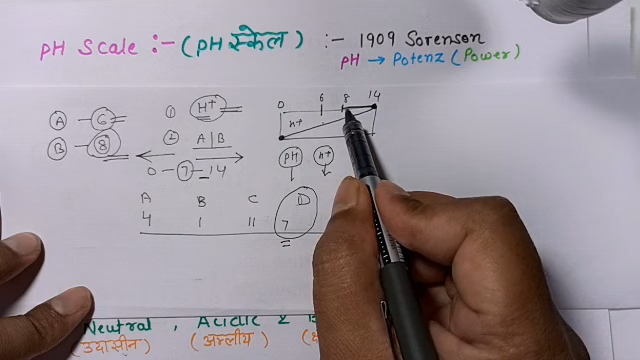 pH Scale :- (pH स्केल) :- 1909 Sorenson
pH → Potenz (Power)
A - 6 1 H+ 0 6 8 14
H+
B - 8 2 A|B
0 - 7 - 14 pH H+
A B C D
4 1 11 7
Neutral, Acidic &
(उदासीन) (अम्लीय)